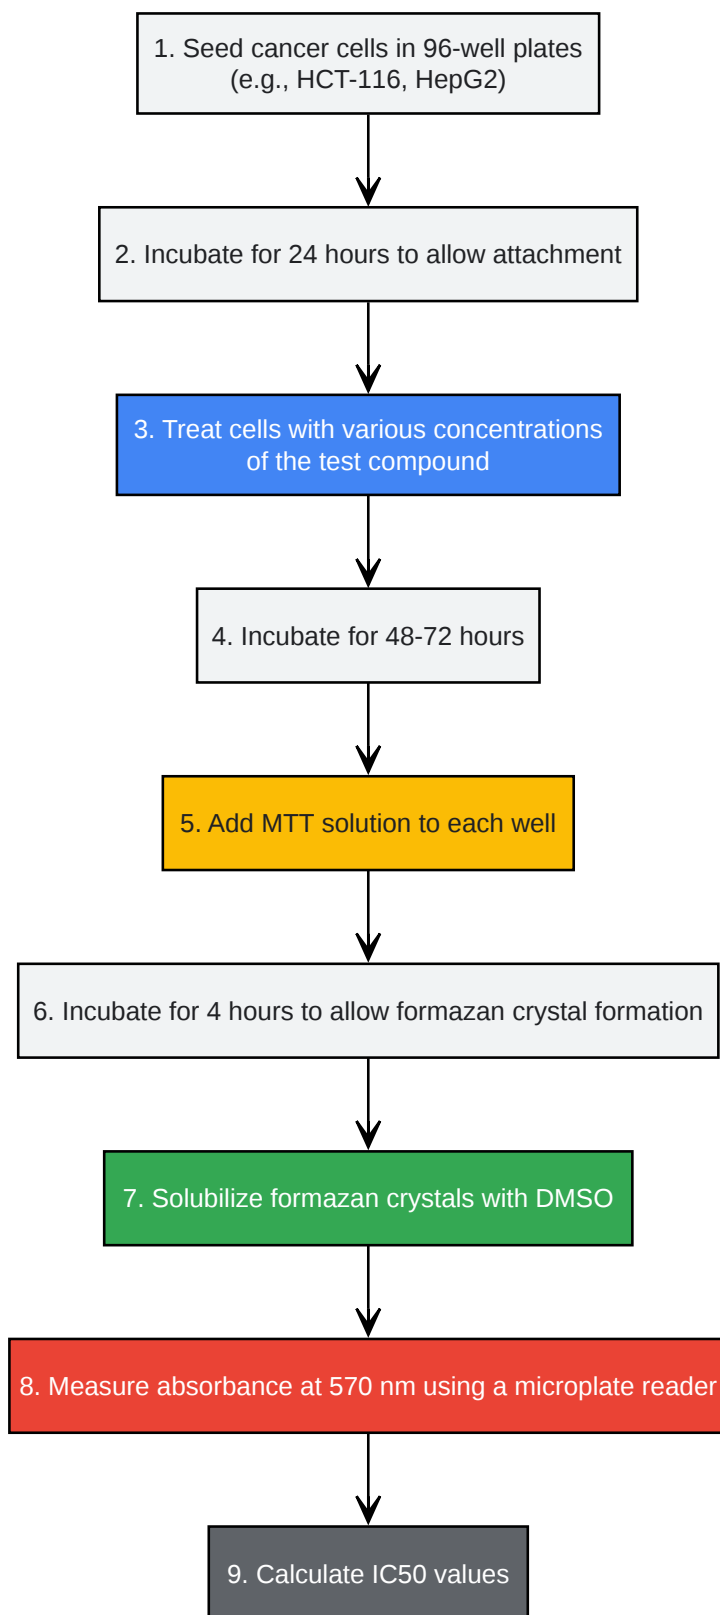 1. Seed cancer cells in 96-well plates
(e.g., HCT-116, HepG2)
2. Incubate for 24 hours to allow attachment
3. Treat cells with various concentrations
of the test compound
4. Incubate for 48-72 hours
5. Add MTT solution to each well
6. Incubate for 4 hours to allow formazan crystal formation
7. Solubilize formazan crystals with DMSO
8. Measure absorbance at 570 nm using a microplate reader
9. Calculate IC50 values